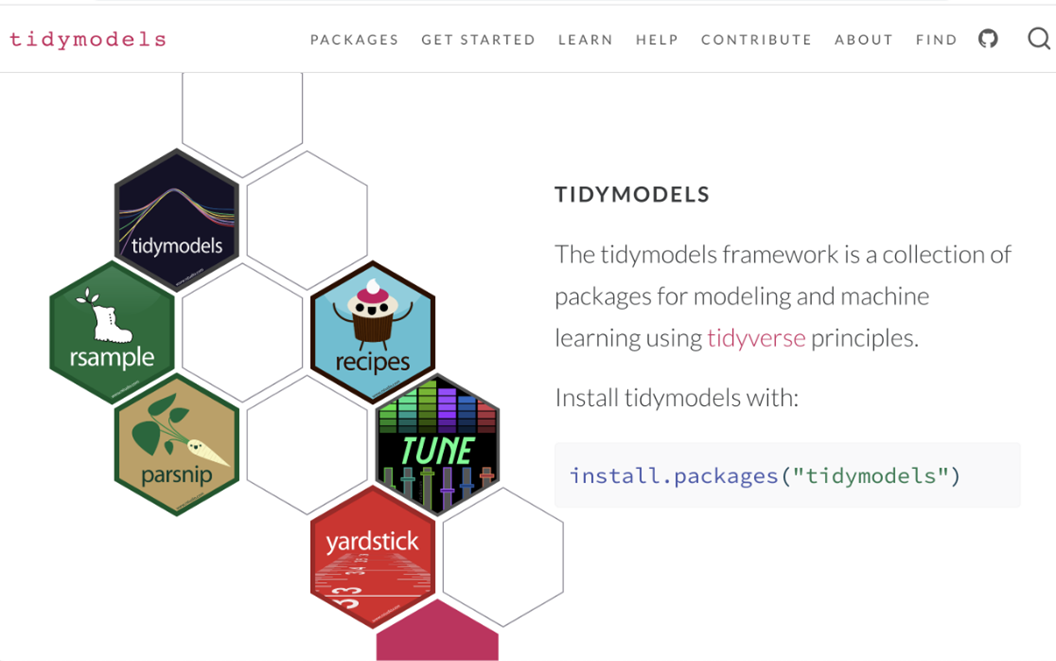 tidymodels
PACKAGES GET STARTED LEARN HELP CONTRIBUTE ABOUT FIND
tidymodels
rsample
recipes
parsnip
TUNE
yardstick
TIDYMODELS
The tidymodels framework is a collection of
packages for modeling and machine
learning using tidyverse principles.
Install tidymodels with:
install.packages("tidymodels")